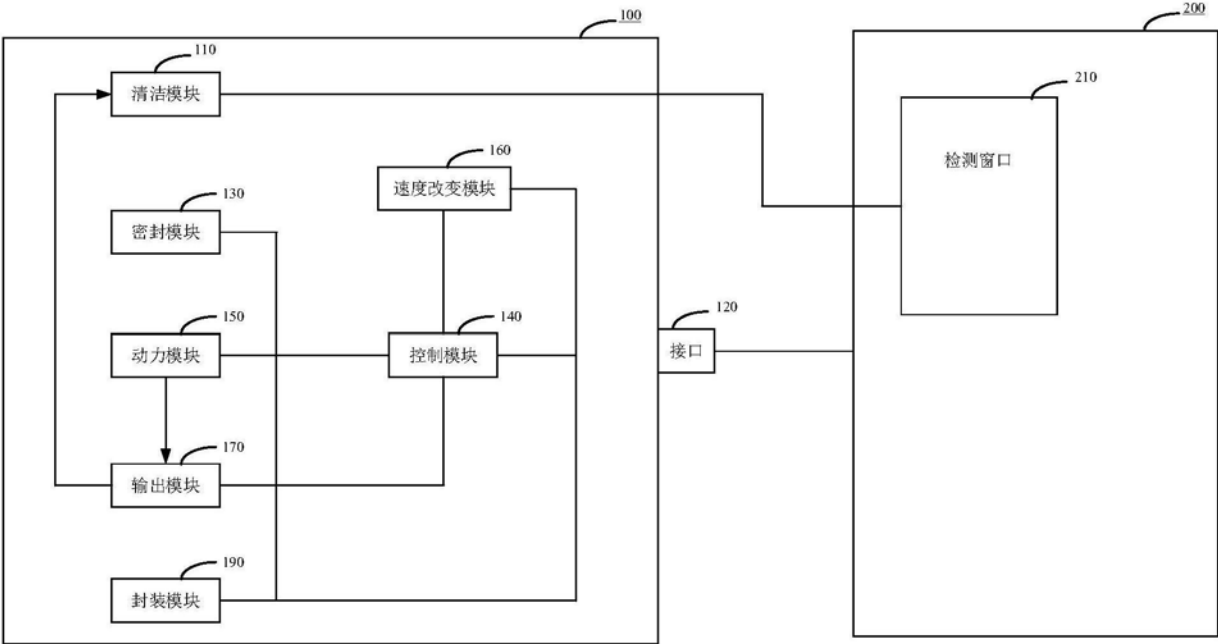 100
200
110
清洁模块
210
检测窗口
160
速度改变模块
130
密封模块
120
接口
150
动力模块
140
控制模块
170
输出模块
190
封装模块